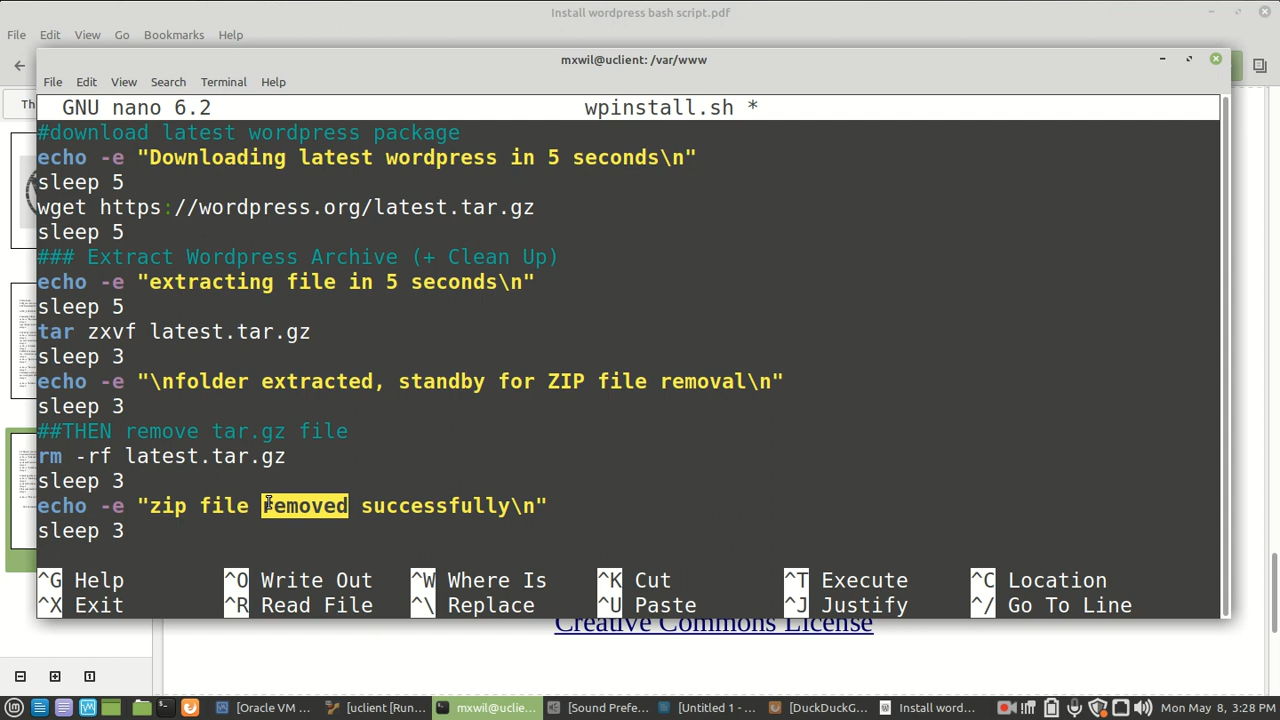 Install wordpress bash script.pdf
File Edit View Go Bookmarks Help
mxwil@uclient: /var/www
File Edit View Search Terminal Help
Th
GNU nano 6.2 wpinstall.sh *
#download latest wordpress package
echo -e "Downloading latest wordpress in 5 seconds\n"
sleep 5
wget https://wordpress.org/latest.tar.gz
sleep 5
### Extract Wordpress Archive (+ Clean Up)
echo -e "extracting file in 5 seconds\n"
sleep 5
tar zxvf latest.tar.gz
sleep 3
echo -e "\nfolder extracted, standby for ZIP file removal\n"
sleep 3
##THEN remove tar.gz file
rm -rf latest.tar.gz
sleep 3
echo -e "zip file removed successfully\n"
sleep 3
^G Help ^O Write Out ^W Where Is ^K Cut ^T Execute ^C Location
^X Exit ^R Read File ^\ Replace ^U Paste ^J Justify ^/ Go To Line
Creative Commons License
[Oracle VM ... [uclient [Run... mxwil@uclie... [Sound Prefe... [Untitled 1 - ... [DuckDuckG... Install word... Mon May 8, 3:28 PM